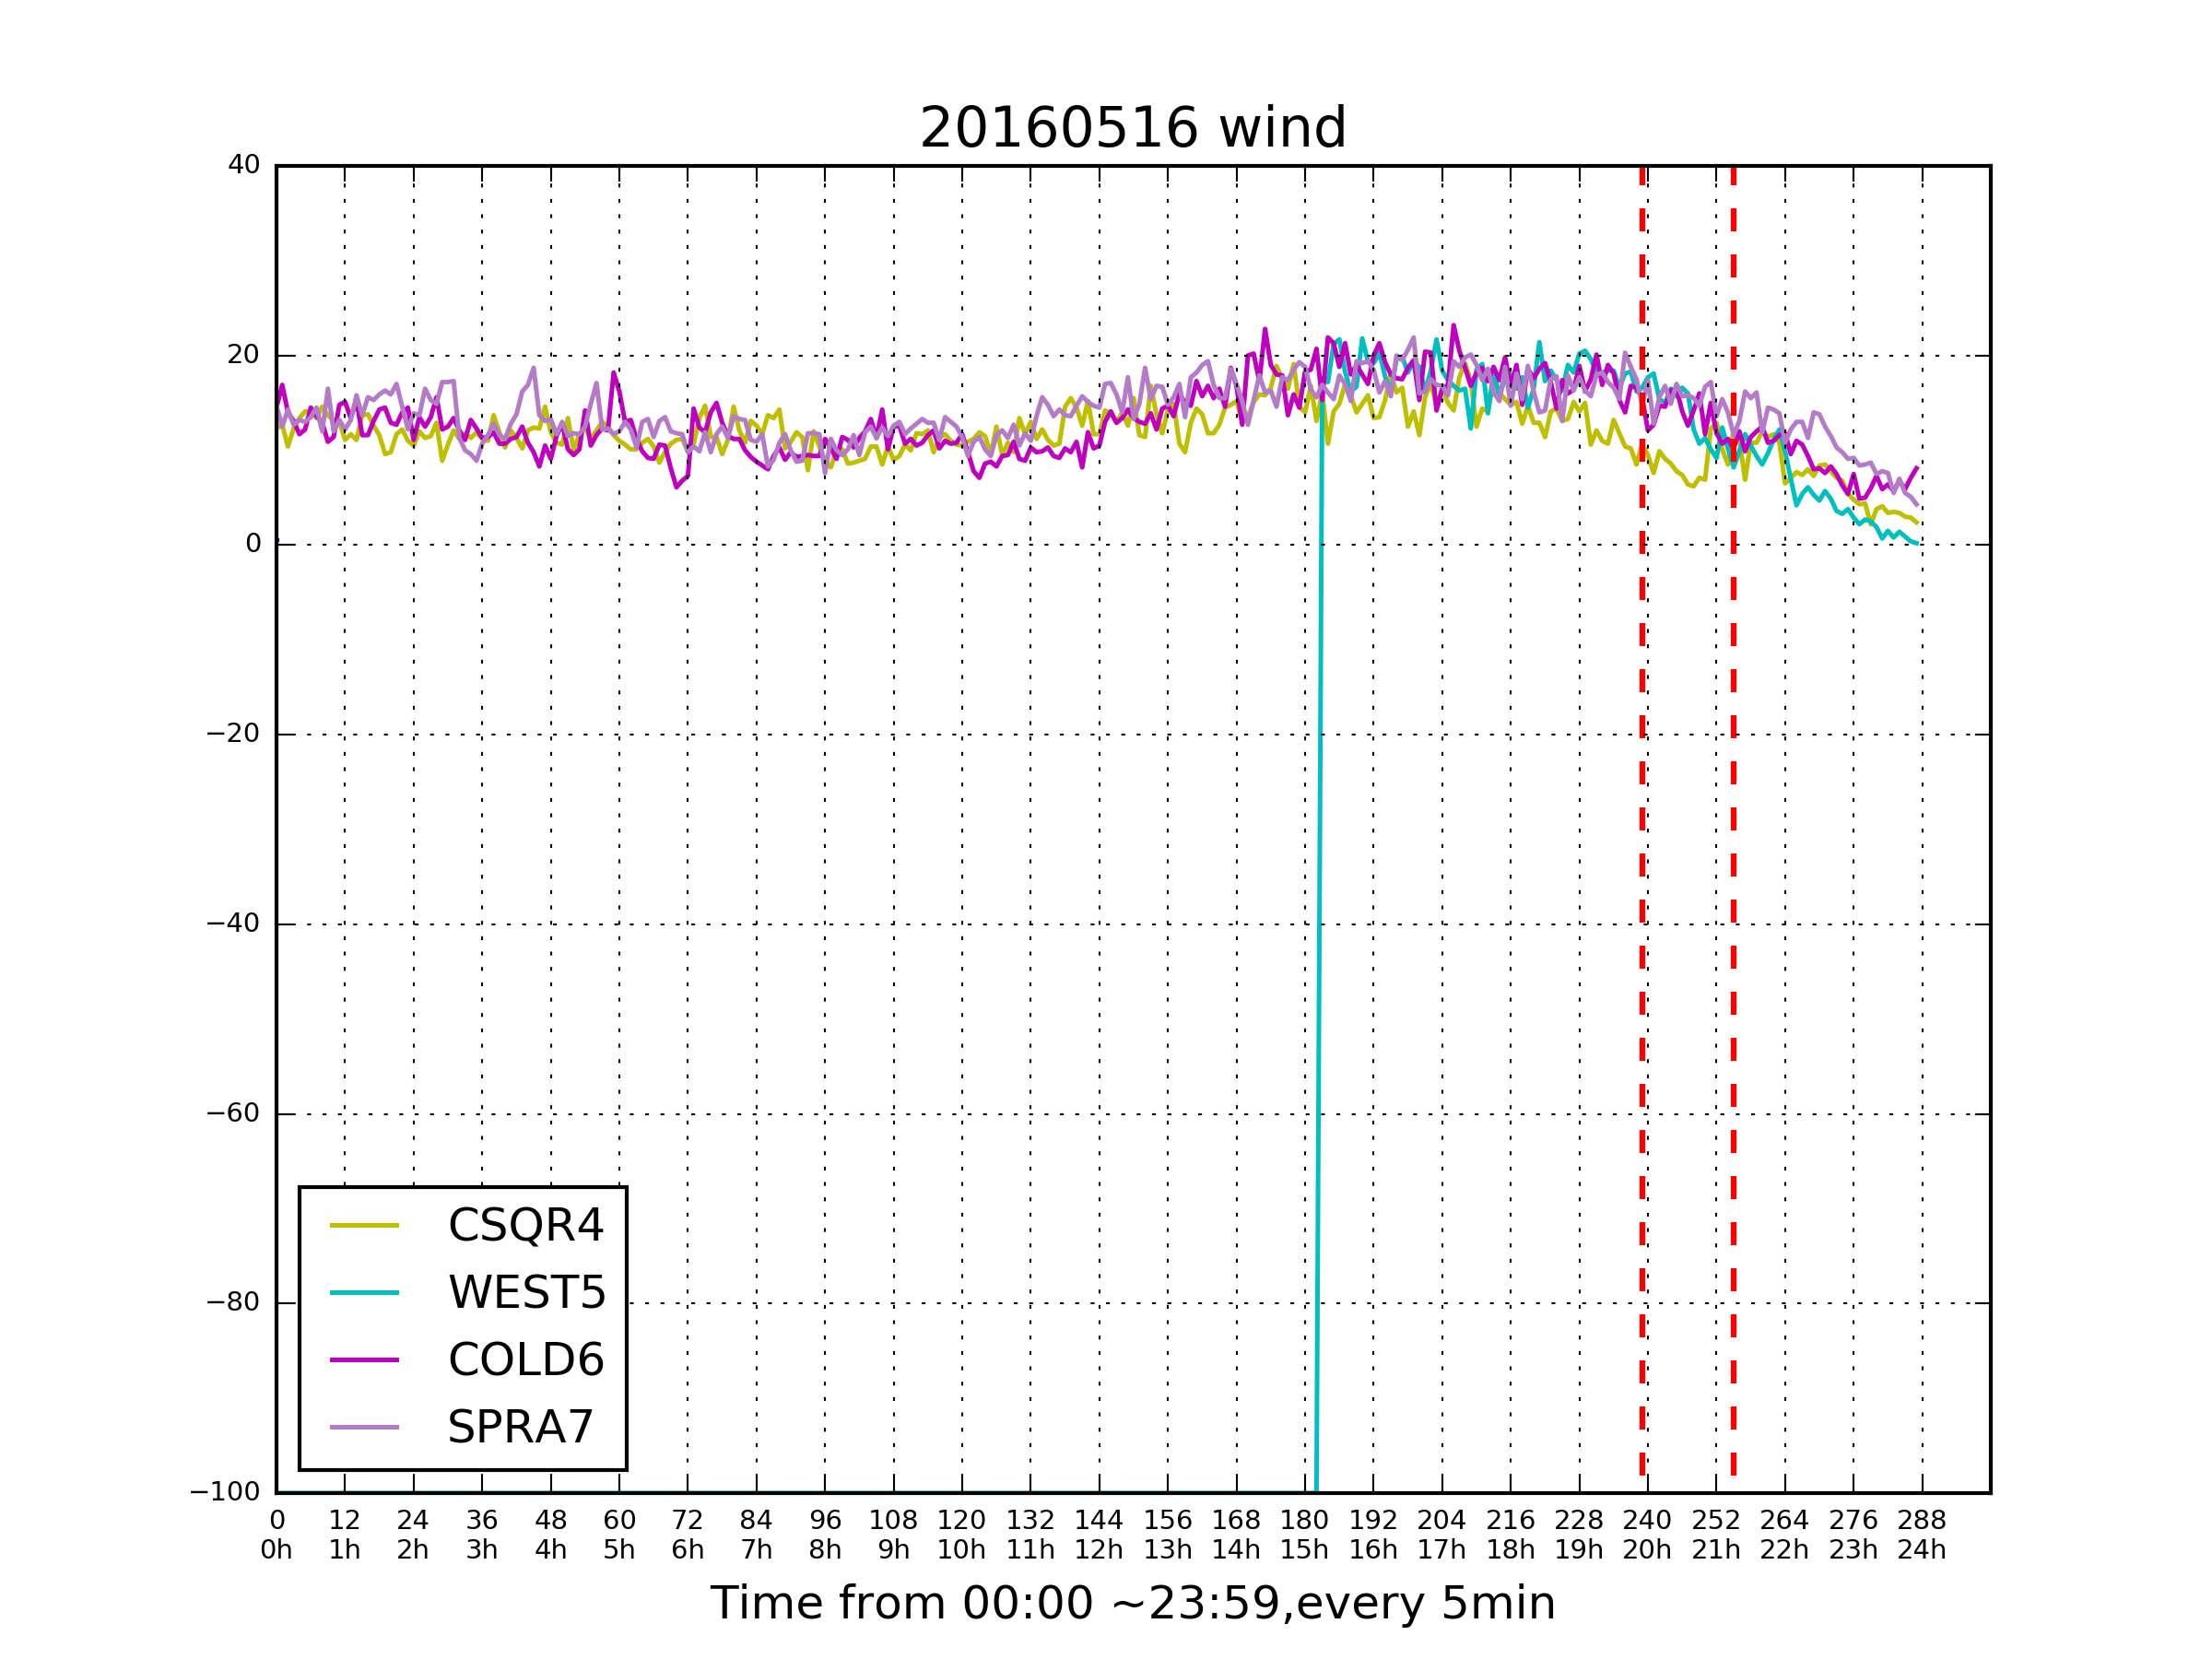 20160516 wind
40
20
0
−20
−40
−60
−80
−100
0 12 24 36 48 60 72 84 96 108 120 132 144 156 168 180 192 204 216 228 240 252 264 276 288
0h 1h 2h 3h 4h 5h 6h 7h 8h 9h 10h 11h 12h 13h 14h 15h 16h 17h 18h 19h 20h 21h 22h 23h 24h
Time from 00:00 ~23:59,every 5min
CSQR4
WEST5
COLD6
SPRA7